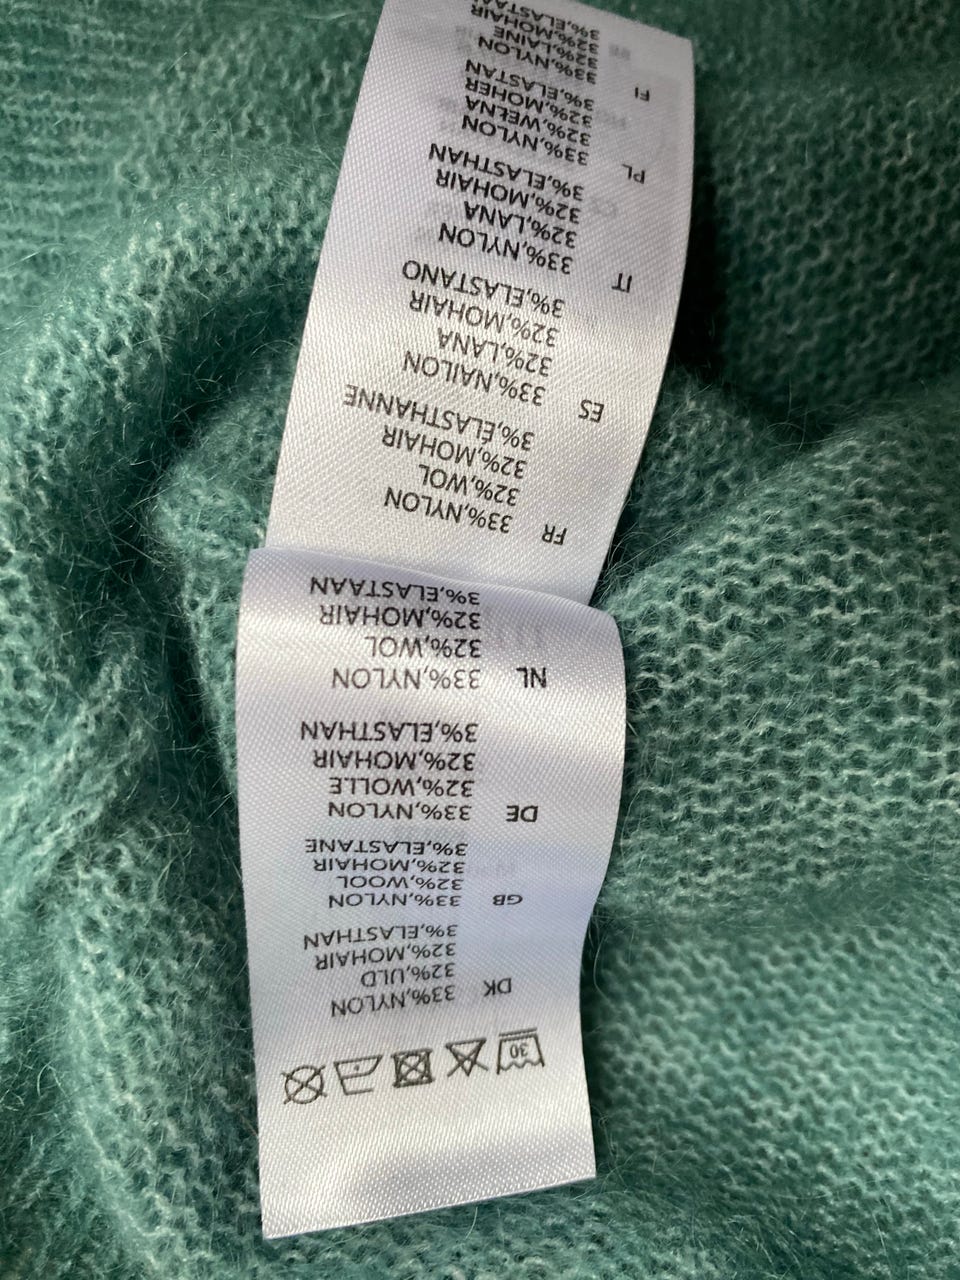 30
DK 33%,NYLON
32%,ULD
32%,MOHAIR
3%,ELASTHAN
GB 33%,NYLON
32%,WOOL
32%,MOHAIR
3%,ELASTANE
DE 33%,NYLON
32%,WOLLE
32%,MOHAIR
3%,ELASTHAN
NL 33%,NYLON
32%,WOL
32%,MOHAIR
3%,ELASTAAN
FR 33%,NYLON
32%,WOL
32%,MOHAIR
3%,ÉLASTHANNE
ES 33%,NAILON
32%,LANA
32%,MOHAIR
3%,ELASTANO
IT 33%,NYLON
32%,LANA
32%,MOHAIR
3%,ELASTHAN
PL 33%,NYLON
32%,WEŁNA
32%,MOHER
3%,ELASTAN
FI 33%,NYLON
32%,LAINE
32%,MOHAIR